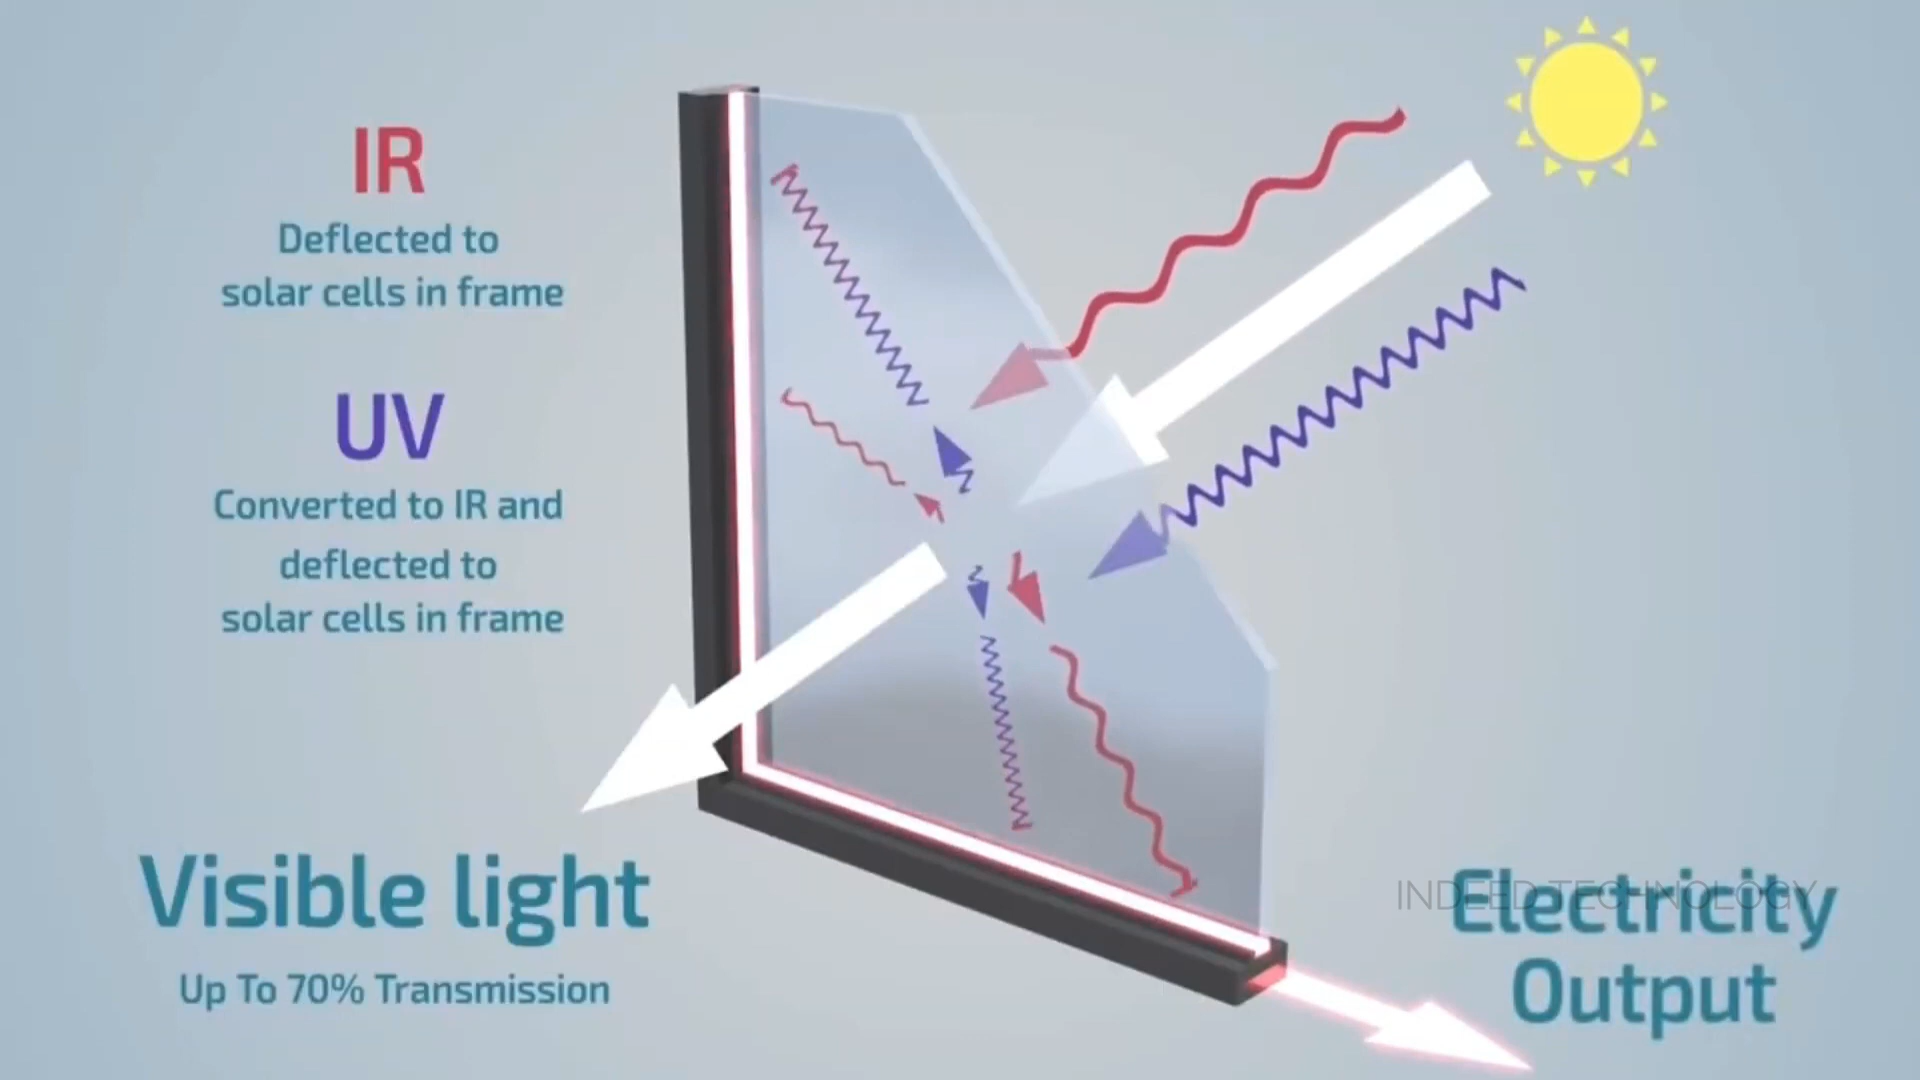 IR
Deflected to
solar cells in frame
UV
Converted to IR and
deflected to
solar cells in frame
Visible light
Up To 70% Transmission
INDEED TECHNOLOGY
Electricity
Output